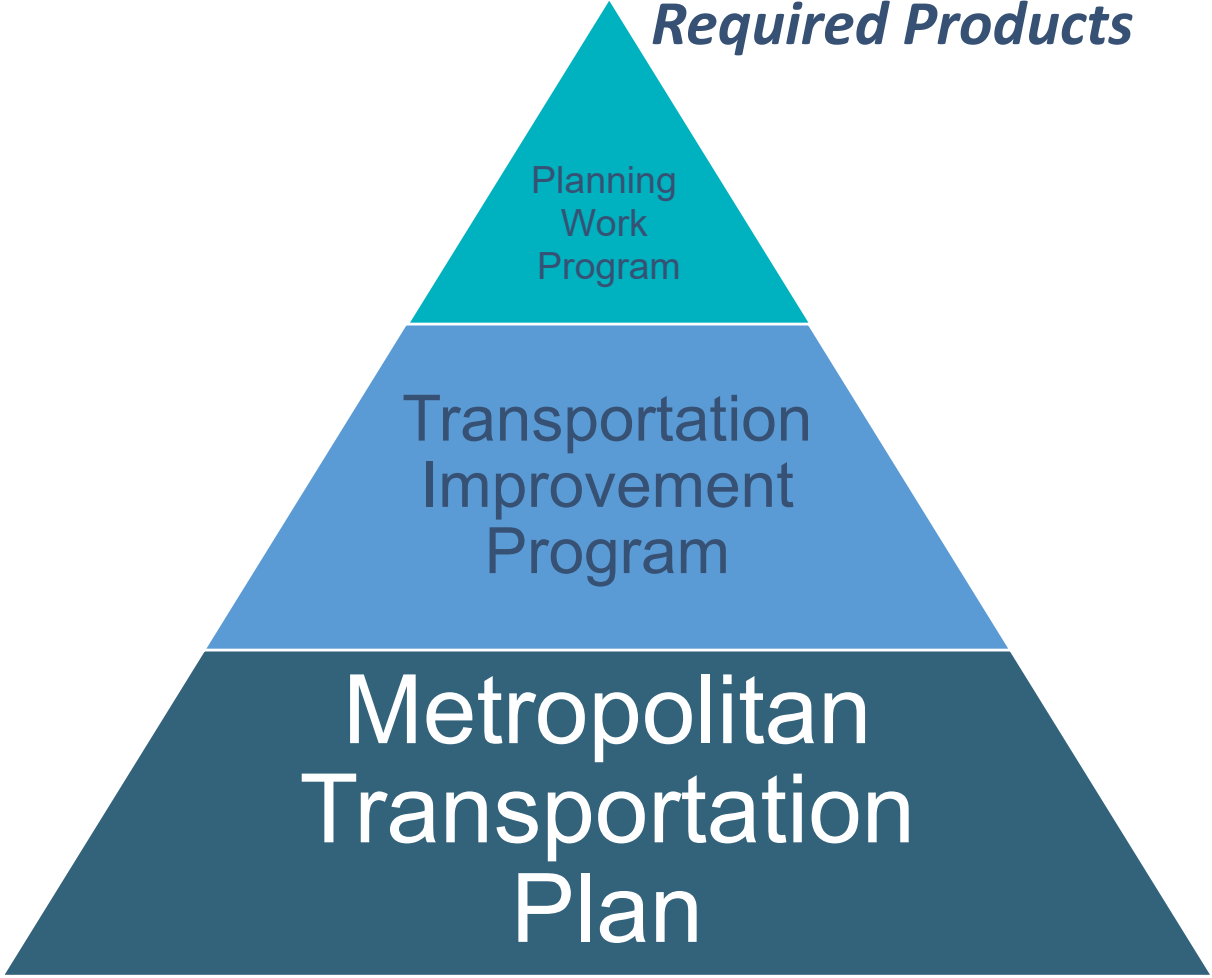 Required Products
Planning
Work
Program
Transportation
Improvement
Program
Metropolitan
Transportation
Plan